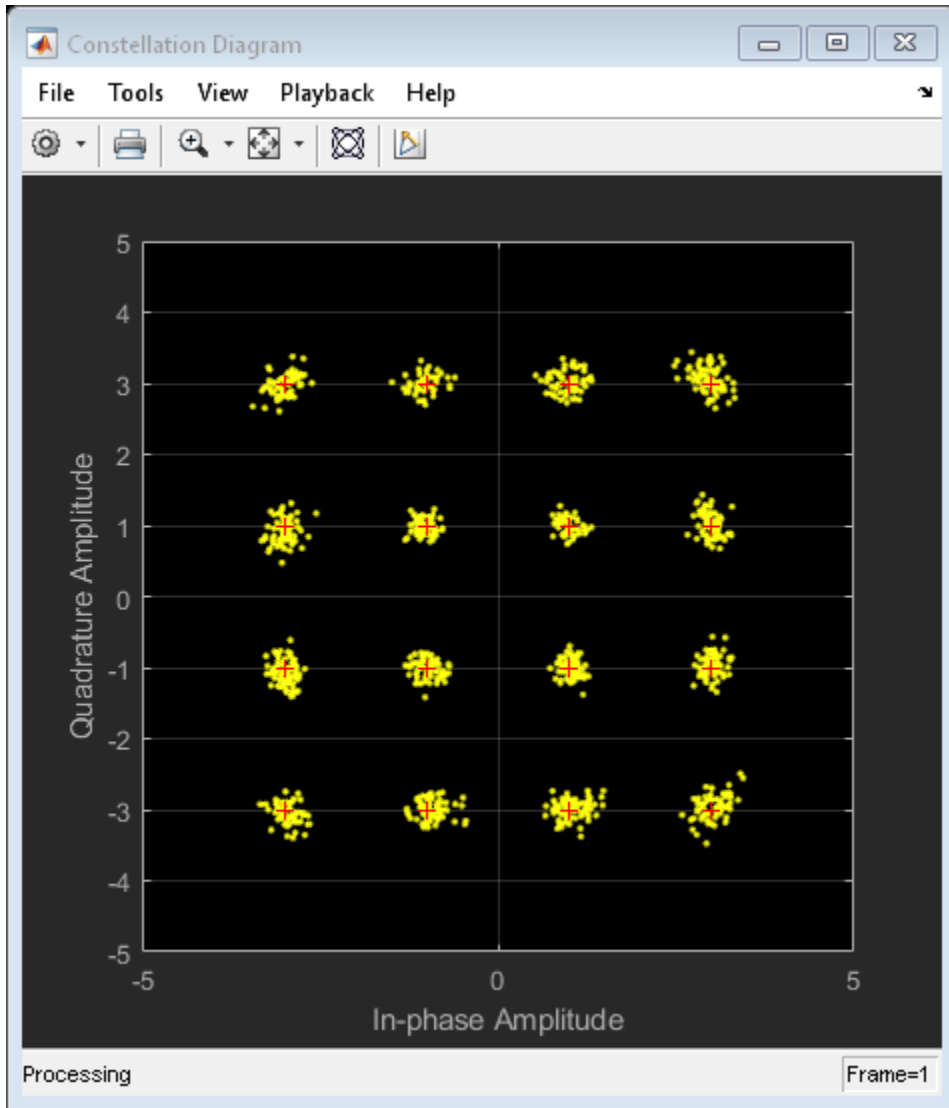 Constellation Diagram
File Tools View Playback Help
5
4
3
2
1
0
-1
-2
-3
-4
-5
Quadrature Amplitude
-5 0 5
In-phase Amplitude
Processing Frame=1